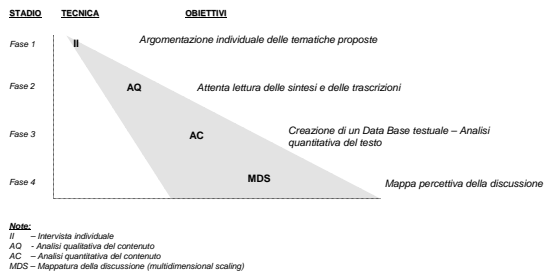 STADIO TECNICA OBIETTIVI
Fase 1 II Argomentazione individuale delle tematiche proposte
Fase 2 AQ Attenta lettura delle sintesi e delle trascrizioni
Fase 3 AC Creazione di un Data Base testuale – Analisi
quantitativa del testo
Fase 4 MDS Mappa percettiva della discussione
Note:
II – Intervista individuale
AQ - Analisi qualitativa del contenuto
AC – Analisi quantitativa del contenuto
MDS – Mappatura della discussione (multidimensional scaling)